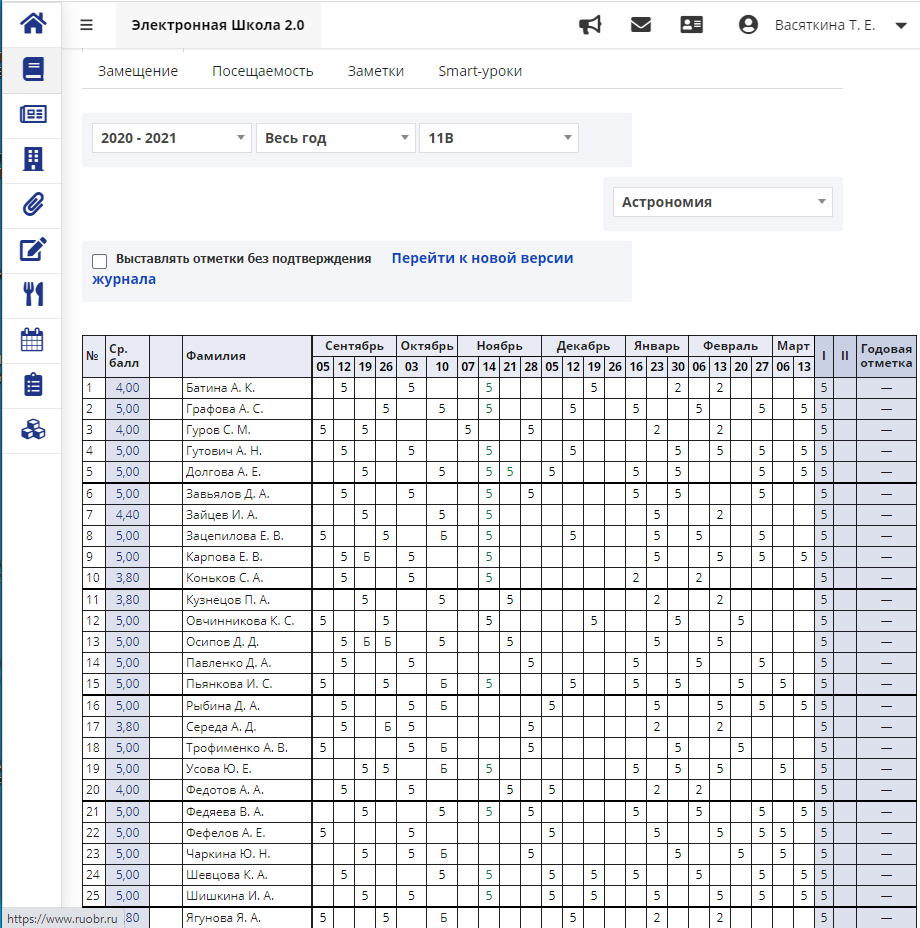 Электронная Школа 2.0 Васяткина Т. Е.
Замещение Посещаемость Заметки Smart-уроки
2020 - 2021 Весь год 11В
Астрономия
Выставлять отметки без подтверждения Перейти к новой версии
журнала
№ Ср. балл Фамилия Сентябрь Октябрь Ноябрь Декабрь Январь Февраль Март I II Годовая отметка
05 12 19 26 03 10 07 14 21 28 05 12 19 26 16 23 30 06 13 20 27 06 13
1 4,00 Батина А. К. 5 5 5 5 2 2 5 —
2 5,00 Графова А. С. 5 5 5 5 5 5 5 5 5 —
3 4,00 Гуров С. М. 5 5 5 5 2 2 5 —
4 5,00 Гутович А. Н. 5 5 5 5 5 5 5 5 5 —
5 5,00 Долгова А. Е. 5 5 5 5 5 5 5 5 5 5 —
6 5,00 Завьялов Д. А. 5 5 5 5 5 5 5 5 —
7 4,40 Зайцев И. А. 5 5 5 5 2 5 —
8 5,00 Зацепилова Е. В. 5 5 Б 5 5 5 5 5 5 —
9 5,00 Карпова Е. В. 5 Б 5 5 5 5 5 5 5 —
10 3,80 Коньков С. А. 5 5 5 2 2 5 —
11 3,80 Кузнецов П. А. 5 5 5 2 2 5 —
12 5,00 Овчинникова К. С. 5 5 5 5 5 5 5 —
13 5,00 Осипов Д. Д. 5 Б Б 5 5 5 5 5 —
14 5,00 Павленко Д. А. 5 5 5 5 5 5 5 —
15 5,00 Пьянкова И. С. 5 5 Б 5 5 5 5 5 5 5 —
16 5,00 Рыбина Д. А. 5 5 Б 5 5 5 5 5 5 —
17 3,80 Середа А. Д. 5 Б 5 5 2 2 5 —
18 5,00 Трофименко А. В. 5 5 Б 5 5 5 5 —
19 5,00 Усова Ю. Е. 5 5 Б 5 5 5 5 5 5 —
20 4,00 Федотов А. А. 5 5 5 5 2 2 5 —
21 5,00 Федяева В. А. 5 5 5 5 5 5 5 5 5 —
22 5,00 Фефелов А. Е. 5 5 5 5 5 5 5 5 —
23 5,00 Чаркина Ю. Н. 5 5 Б 5 5 5 5 5 —
24 5,00 Шевцова К. А. 5 5 5 5 5 5 5 5 5 5 —
25 5,00 Шишкина И. А. 5 5 5 5 5 5 5 5 5 5 —
https://www.ruobr.ru ,80 Ягунова Я. А. 5 5 Б 5 2 2 5 —